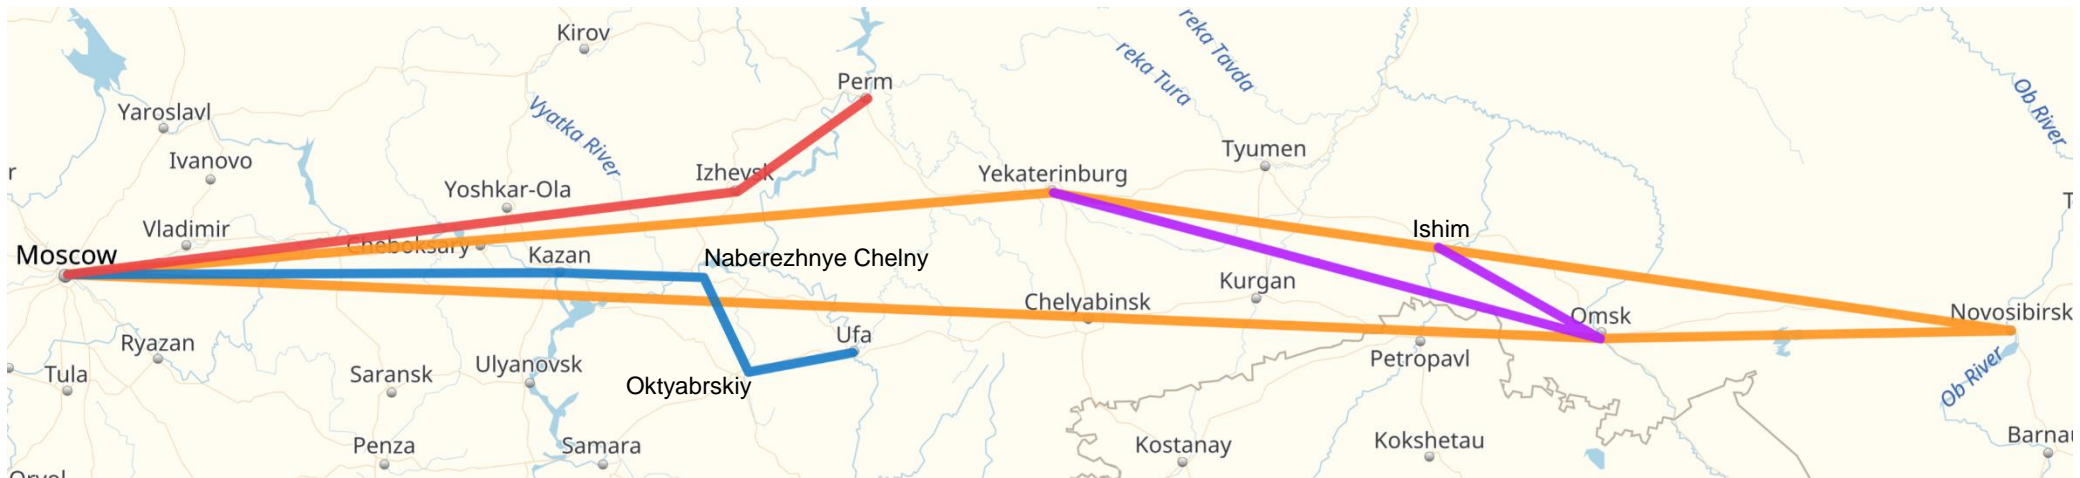 Kirov
reka Tavda
reka Tura
Perm
Ob River
Yaroslavl
Vyatka River
Tyumen
Ivanovo
r
Izhevsk
Yekaterinburg
Yoshkar-Ola
T
Vladimir
Ishim
Cheboksary
Moscow
Kazan
Naberezhnye Chelny
Kurgan
Chelyabinsk
Novosibirsk
Omsk
Ufa
Ryazan
Petropavl
Ulyanovsk
Saransk
Tula
Oktyabrskiy
Ob River
Penza
Samara
Kostanay
Kokshetau
Barnau